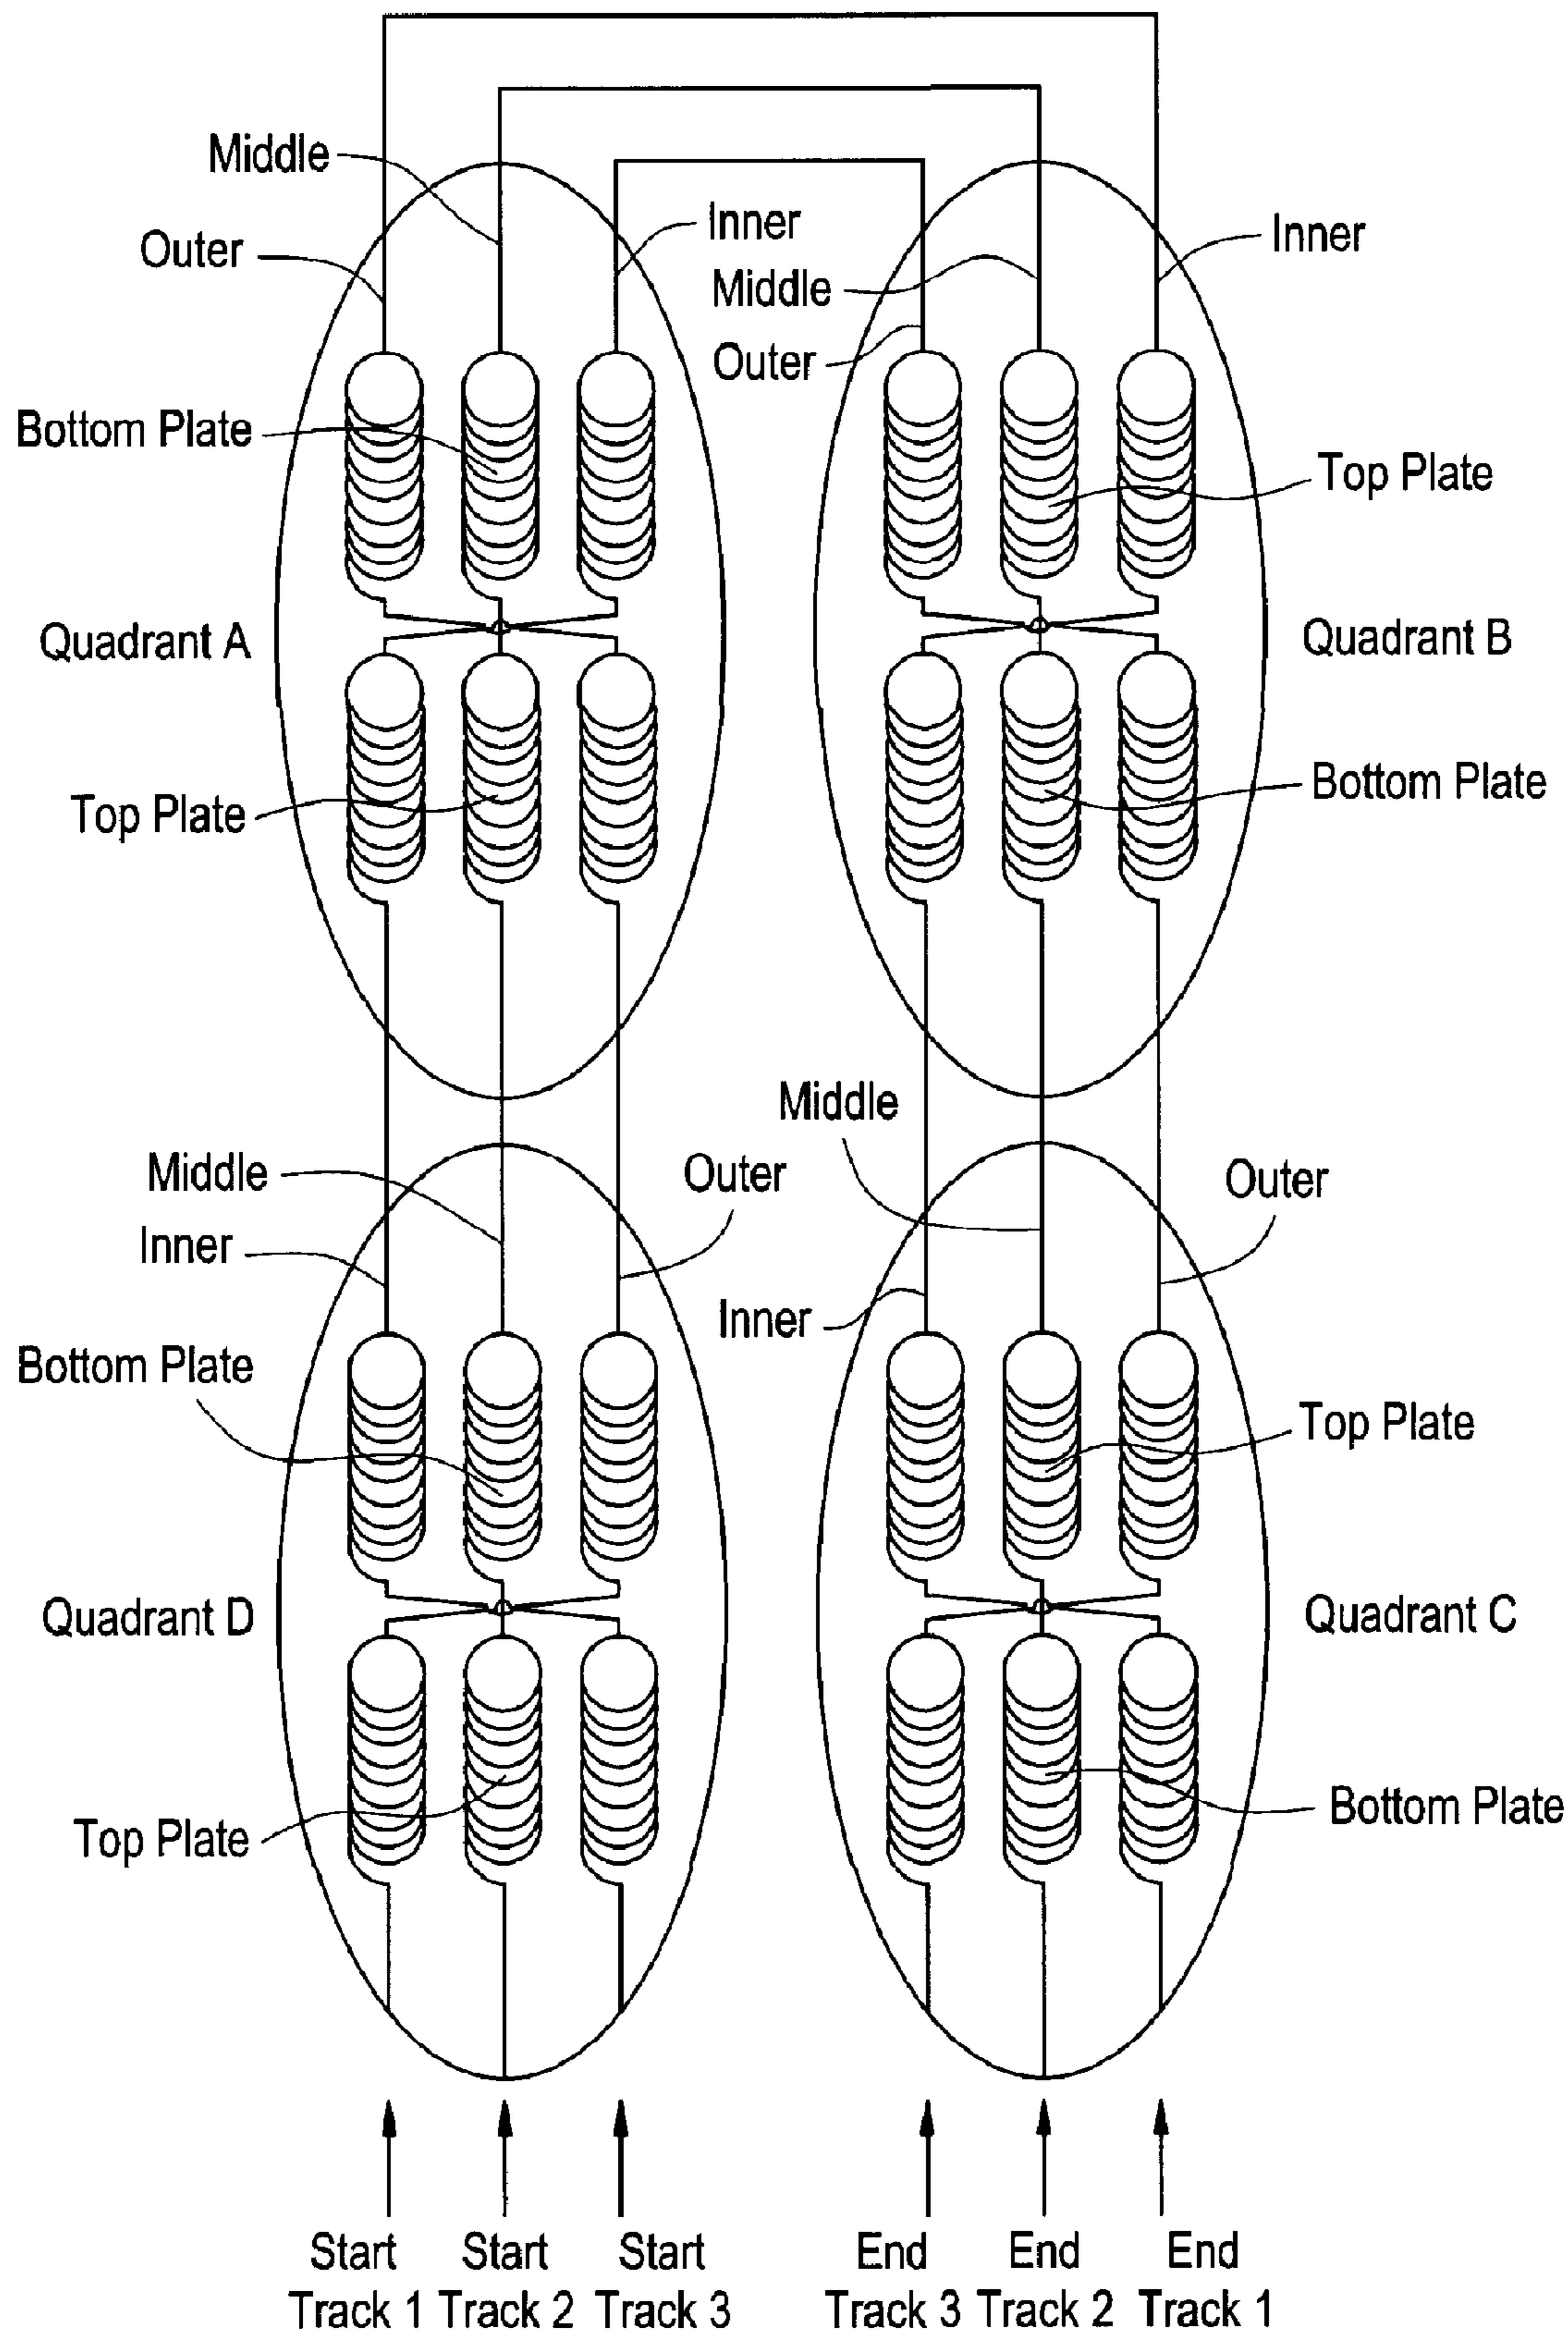 Middle
Outer
Inner
Inner
Middle
Outer
Bottom Plate
Top Plate
Quadrant A
Quadrant B
Top Plate
Bottom Plate
Middle
Middle
Outer
Outer
Inner
Inner
Bottom Plate
Top Plate
Quadrant D
Quadrant C
Top Plate
Bottom Plate
Start
Track 1
Start
Track 2
Start
Track 3
End
Track 3
End
Track 2
End
Track 1